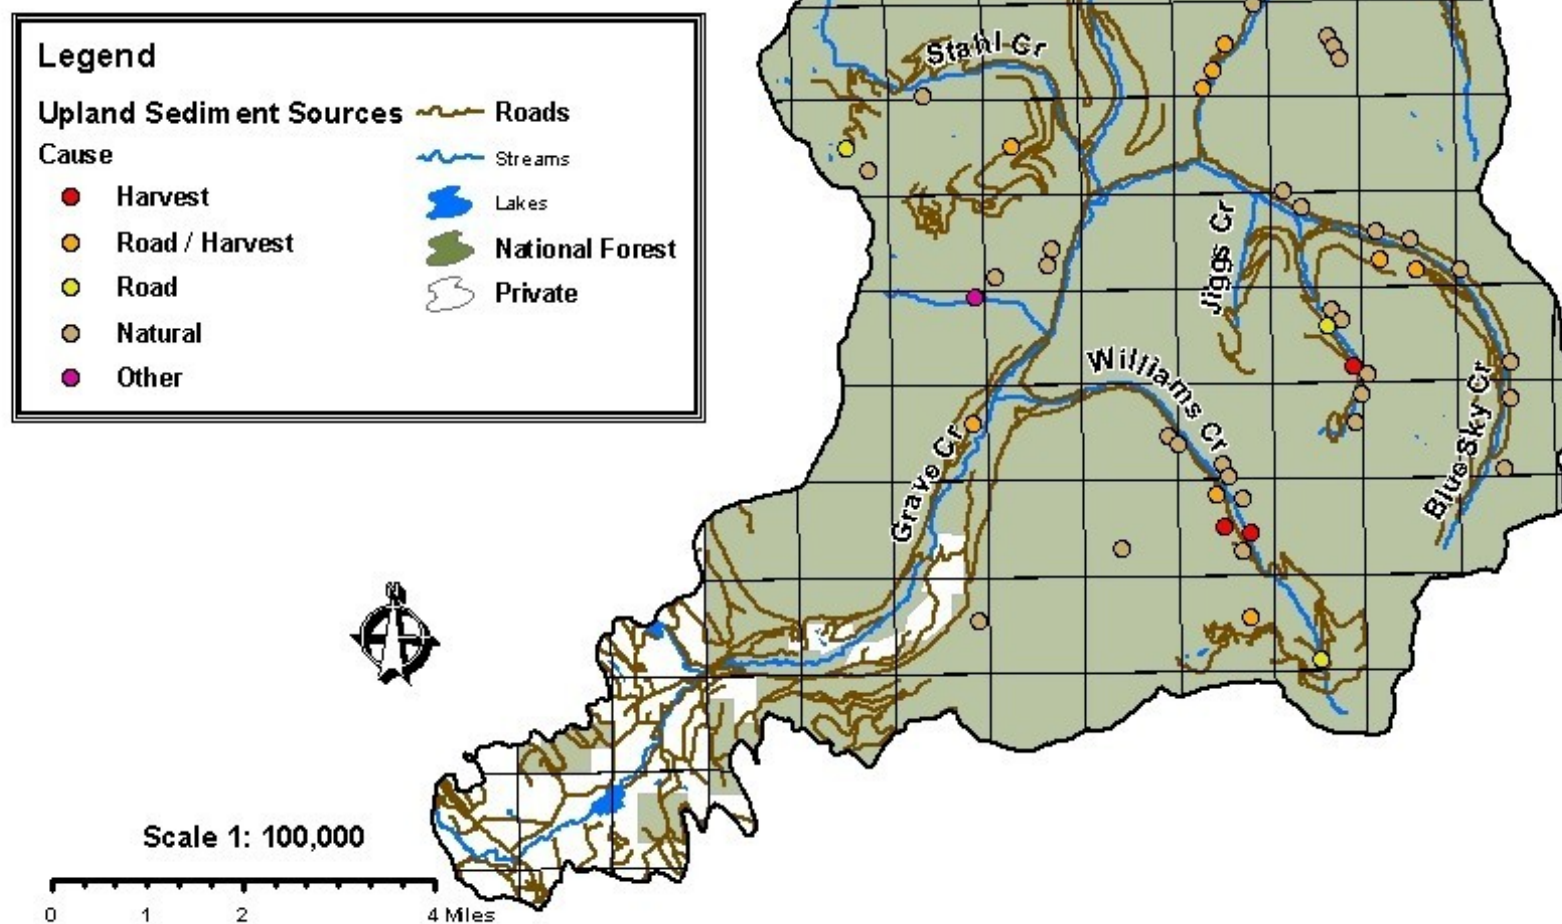 Legend
Upland Sediment Sources
Cause
Harvest
Road / Harvest
Road
Natural
Other
Roads
Streams
Lakes
National Forest
Private
Stahl Cr
Jiggs Cr
Williams Cr
Grave Cr
Blue Sky Cr
N
Scale 1: 100,000
0 1 2 4 Miles